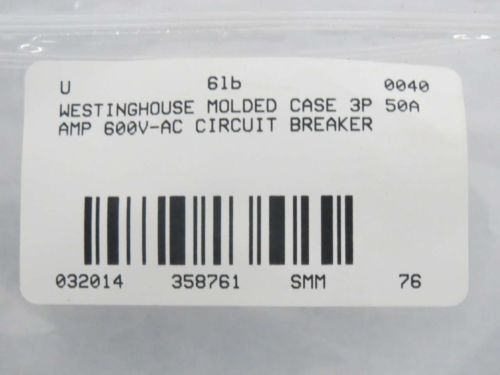 U 6lb 0040
WESTINGHOUSE MOLDED CASE 3P 50A
AMP 600V-AC CIRCUIT BREAKER
032014 358761 SMM 76